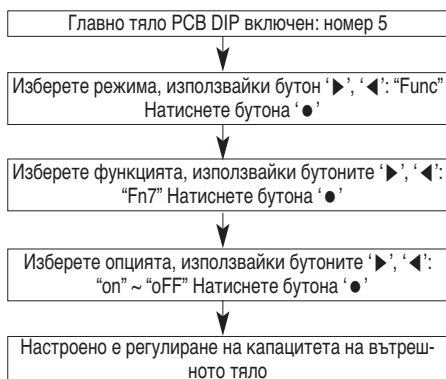 Главно тяло PCB DIP включен: номер 5
Изберете режима, използвайки бутон ‘▶’, ‘◀’: “Func”
Натиснете бутона ‘●’
Изберете функцията, използвайки бутоните ‘▶’, ‘◀’:
“Fn7” Натиснете бутона ‘●’
Изберете опцията, използвайки бутоните ‘▶’, ‘◀’:
“on” ~ “oFF” Натиснете бутона ‘●’
Настроено е регулиране на капацитета на вътреш-
ното тяло